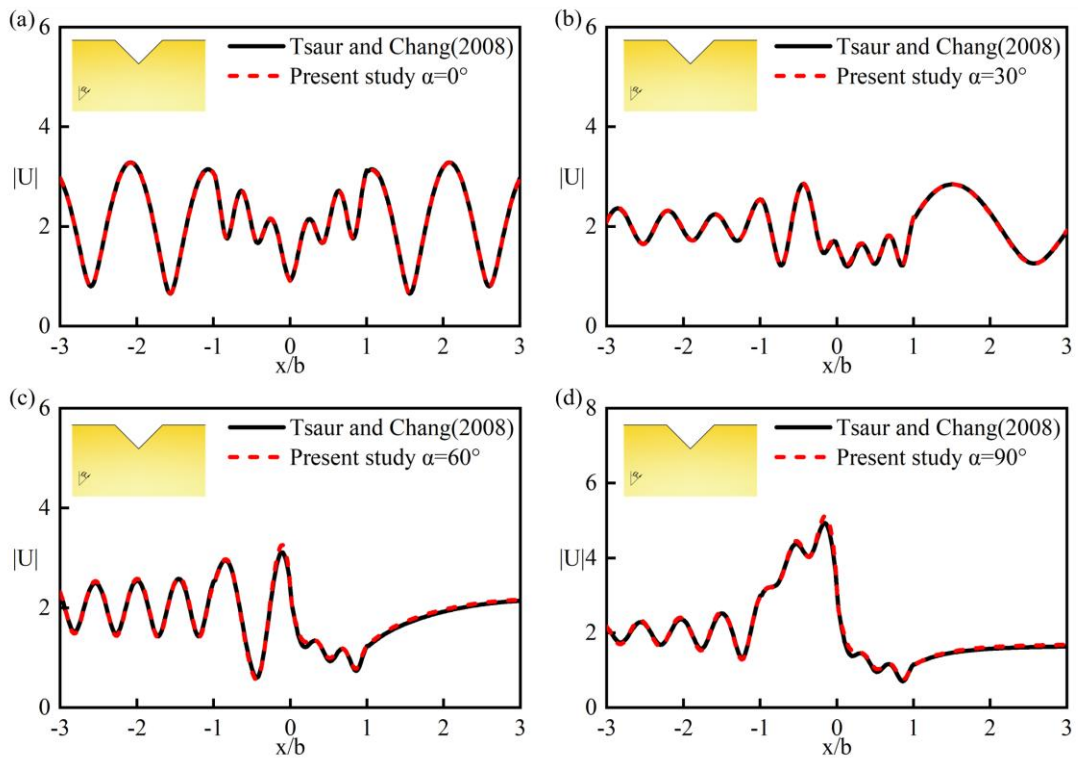 (a)
6
4
|U|
2
0
Tsaur and Chang(2008)
Present study α=0°
α
-3 -2 -1 0 1 2 3
x/b
(b)
6
4
|U|
2
0
Tsaur and Chang(2008)
Present study α=30°
α
-3 -2 -1 0 1 2 3
x/b
(c)
6
4
|U|
2
0
Tsaur and Chang(2008)
Present study α=60°
α
-3 -2 -1 0 1 2 3
x/b
(d)
8
6
|U|
4
2
0
Tsaur and Chang(2008)
Present study α=90°
α
-3 -2 -1 0 1 2 3
x/b